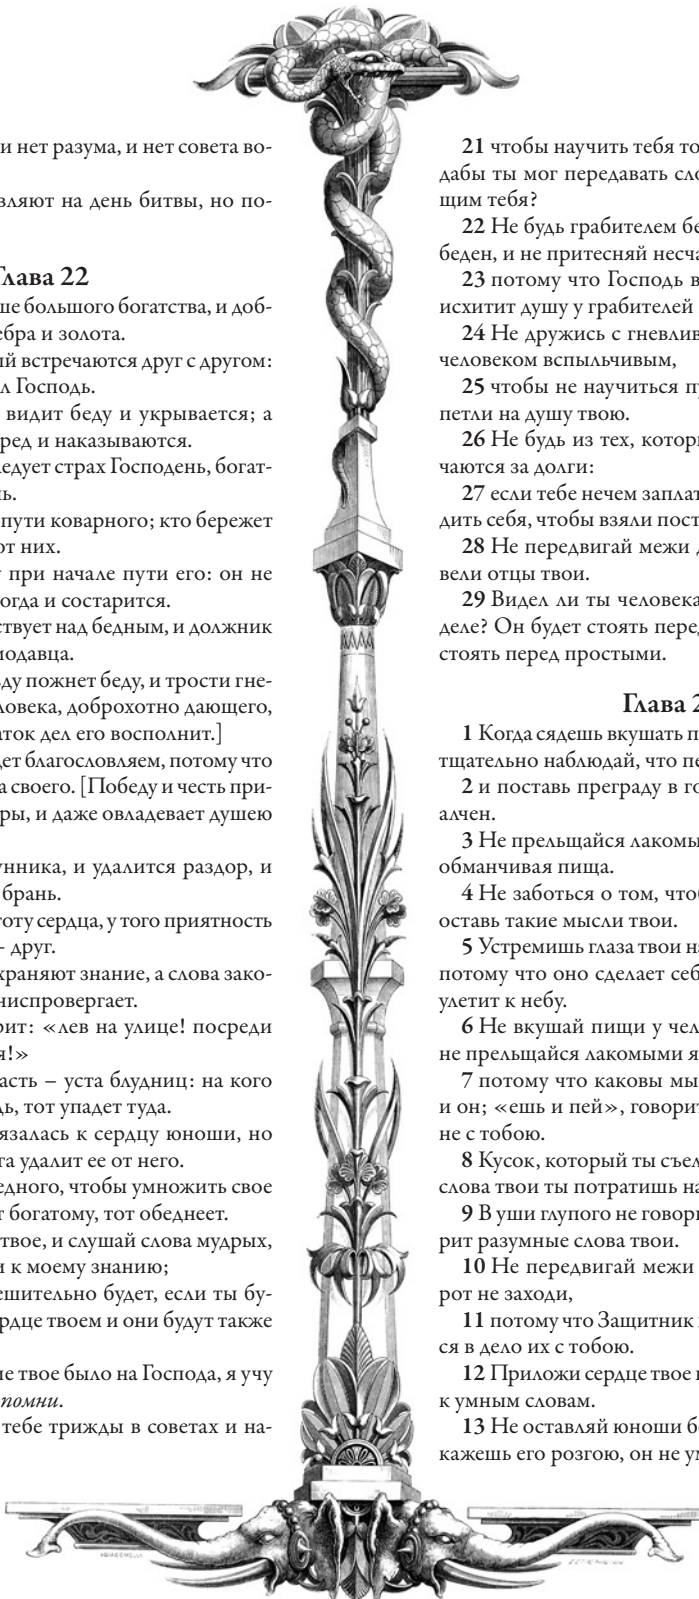 и нет разума, и нет совета во-
вляют на день битвы, но по-
Глава 22
ше большого богатства, и доб-
ебра и золота.
ый встречаются друг с другом:
л Господь.
видит беду и укрывается; а
ред и наказываются.
ледует страх Господень, богат-
нь.
пути коварного; кто бережет
от них.
при начале пути его: он не
огда и состарится.
ствует над бедным, и должник
модавца.
ду пожнет беду, и трости гне-
ловека, доброхотно дающего,
аток дел его восполнит.]
дет благословляем, потому что
а своего. [Победу и честь при-
ры, и даже овладевает душею
унника, и удалится раздор, и
брань.
тоту сердца, у того приятность
– друг.
храняют знание, а слова зако-
ниспровергает.
рит: «лев на улице! посреди
я!»
асть – уста блудниц: на кого
дь, тот упадет туда.
язалась к сердцу юноши, но
га удалит ее от него.
едного, чтобы умножить свое
т богатому, тот обеднеет.
твое, и слушай слова мудрых,
и к моему знанию;
ешительно будет, если ты бу-
рдце твоем и они будут также
ие твое было на Господа, я учу
помни.
тебе трижды в советах и на-
21 чтобы научить тебя то
дабы ты мог передавать сло
щим тебя?
22 Не будь грабителем бе
беден, и не притесняй несча
23 потому что Господь в
исхитит душу у грабителей
24 Не дружись с гневлив
человеком вспыльчивым,
25 чтобы не научиться пу
петли на душу твою.
26 Не будь из тех, котор
чаются за долги:
27 если тебе нечем заплат
дить себя, чтобы взяли пост
28 Не передвигай межи д
вели отцы твои.
29 Видел ли ты человека
деле? Он будет стоять перед
стоять перед простыми.
Глава 2
1 Когда сядешь вкушать п
тщательно наблюдай, что пе
2 и поставь преграду в го
алчен.
3 Не прельщайся лакомы
обманчивая пища.
4 Не заботься о том, чтоб
оставь такие мысли твои.
5 Устремишь глаза твои на
потому что оно сделает себ
улетит к небу.
6 Не вкушай пищи у чел
не прельщайся лакомыми я
7 потому что каковы мы
и он; «ешь и пей», говорит
не с тобою.
8 Кусок, который ты съел
слова твои ты потратишь на
9 В уши глупого не говор
рит разумные слова твои.
10 Не передвигай межи
рот не заходи,
11 потому что Защитник
ся в дело их с тобою.
12 Приложи сердце твое
к умным словам.
13 Не оставляй юноши б
кажешь его розгою, он не ум